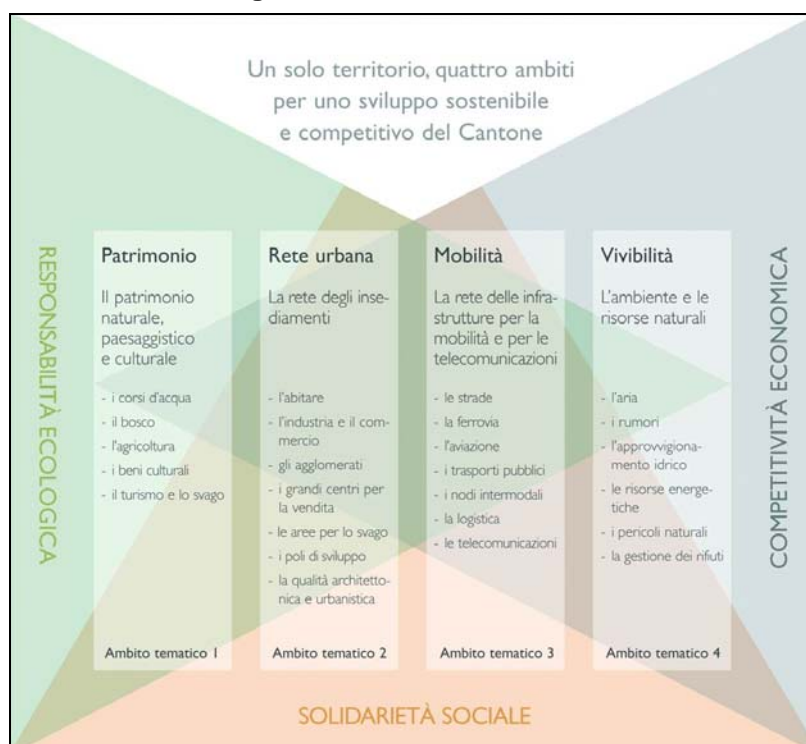 Un solo territorio, quattro ambiti
per uno sviluppo sostenibile
e competitivo del Cantone
RESPONSABILITÀ ECOLOGICA
Patrimonio
Il patrimonio
naturale,
paesaggistico
e culturale
- i corsi d'acqua
- il bosco
- l'agricoltura
- i beni culturali
- il turismo e lo svago
Ambito tematico 1
Rete urbana
La rete degli inse-
diamenti
- l'abitare
- l'industria e il com-
mercio
- gli agglomerati
- i grandi centri per
la vendita
- le aree per lo svago
- i poli di sviluppo
- la qualità architetto-
nica e urbanistica
Ambito tematico 2
Mobilità
La rete delle infra-
strutture per la
mobilità e per le
telecomunicazioni
- le strade
- la ferrovia
- l'aviazione
- i trasporti pubblici
- i nodi intermodali
- la logistica
- le telecomunicazioni
Ambito tematico 3
Vivibilità
L'ambiente e le
risorse naturali
- l'aria
- i rumori
- l'approvvigiona-
mento idrico
- le risorse energe-
tiche
- i pericoli naturali
- la gestione dei rifiuti
Ambito tematico 4
COMPETITIVITÀ ECONOMICA
SOLIDARIETÀ SOCIALE